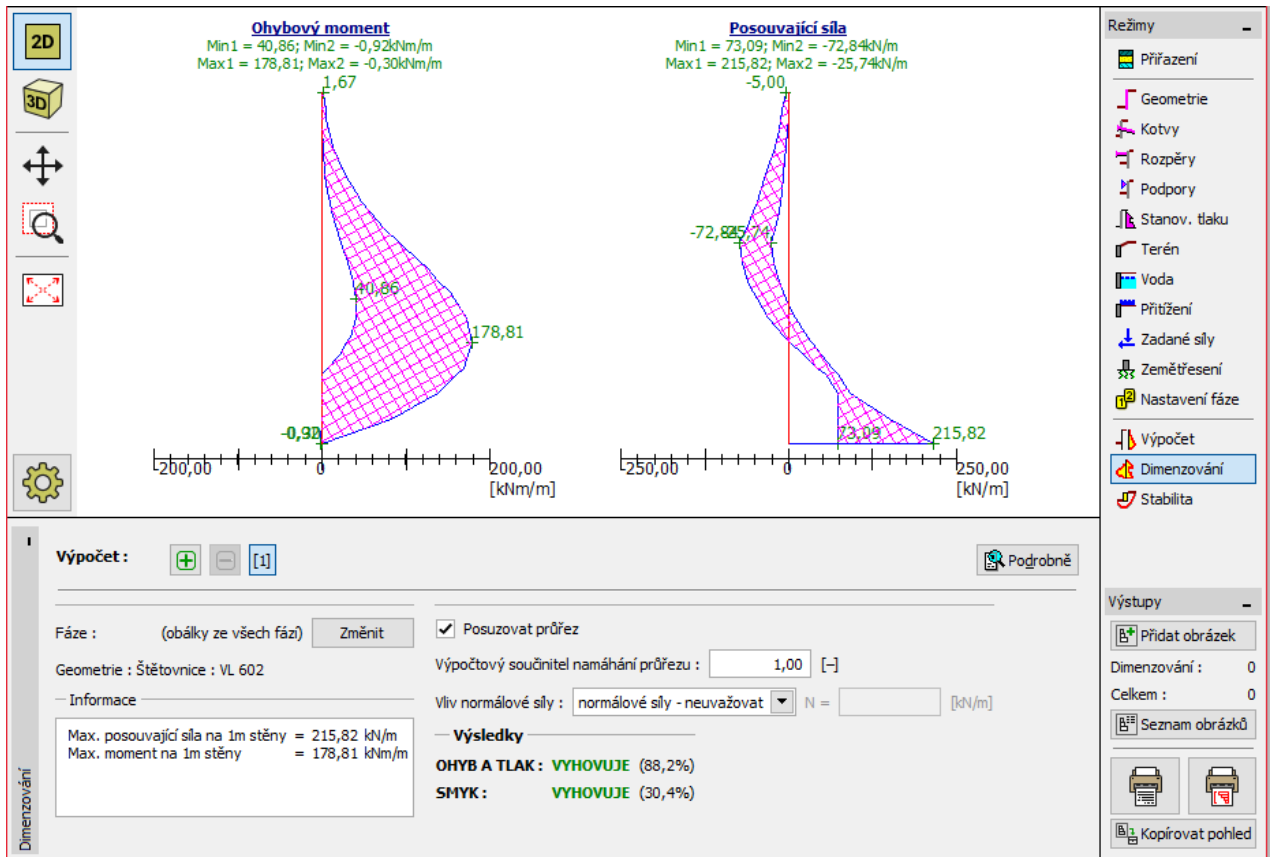 2D
3D
Ohybový moment
Min1 = 40,86; Min2 = -0,92kNm/m
Max1 = 178,81; Max2 = -0,30kNm/m
1,67
40,86
178,81
-200,00
0
200,00
[kNm/m]
Posouvající síla
Min1 = 73,09; Min2 = -72,84kN/m
Max1 = 215,82; Max2 = -25,74kN/m
-5,00
73,09
215,82
-250,00
0
250,00
[kN/m]
Režimy
Přiřazení
Geometrie
Kotvy
Rozpěry
Podpory
Stanov. tlaku
Terén
Voda
Přitížení
Zadané síly
Zemětřesení
Nastavení fáze
Výpočet
Dimenzování
Stabilita
Dimenzování
Výpočet :
[1]
Podrobně
Fáze : (obálky ze všech fází) Změnit
Geometrie : Štětovnice : VL 602
Informace
Max. posouvající síla na 1m stěny = 215,82 kN/m
Max. moment na 1m stěny = 178,81 kNm/m
Posuzovat průřez
Výpočtový součinitel namáhání průřezu : 1,00 [–]
Vliv normálové síly : normálové síly - neuvažovat N = [kN/m]
Výsledky
OHYB A TLAK : VYHOVUJE (88,2%)
SMYK : VYHOVUJE (30,4%)
Výstupy
Přidat obrázek
Dimenzování : 0
Celkem : 0
Seznam obrázků
Kopírovat pohled